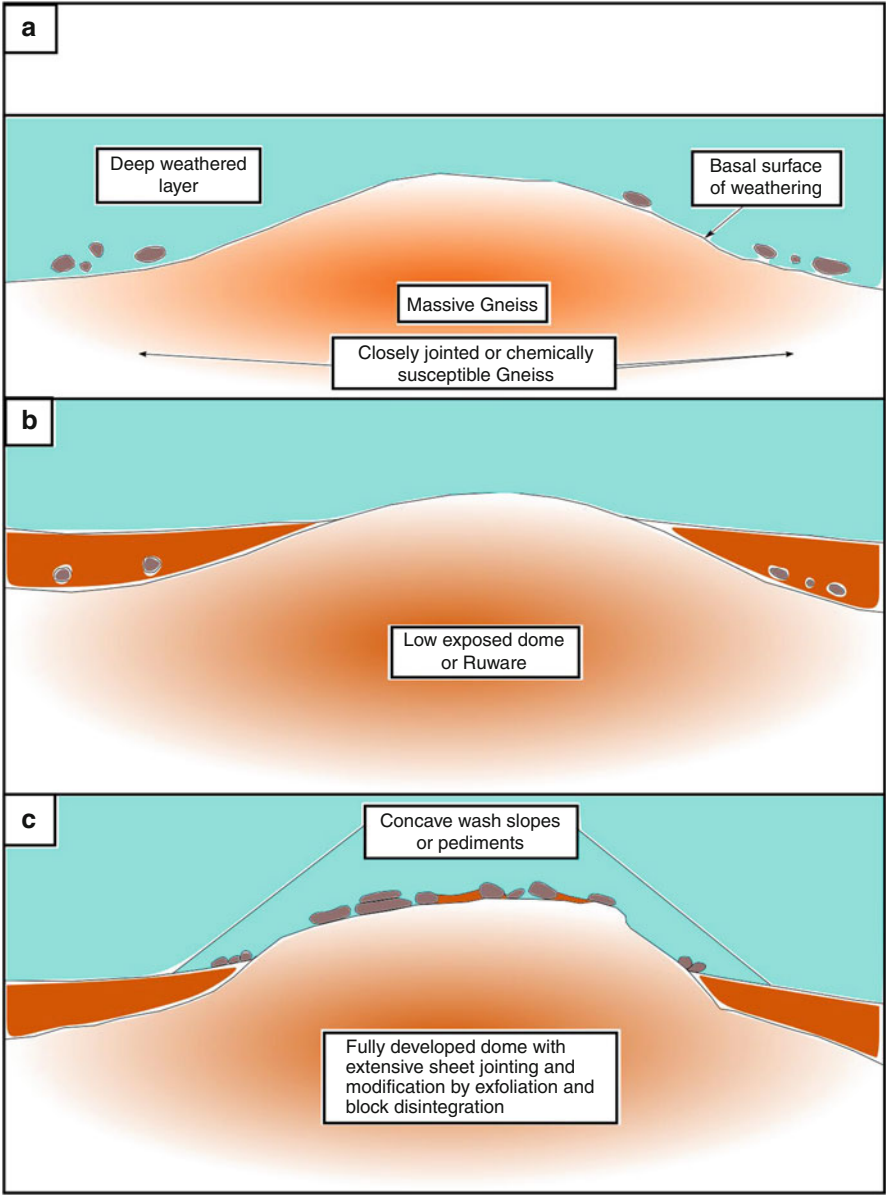 a
Deep weathered
layer
Basal surface
of weathering
Massive Gneiss
Closely jointed or chemically
susceptible Gneiss
b
Low exposed dome
or Ruware
c
Concave wash slopes
or pediments
Fully developed dome with
extensive sheet jointing and
modification by exfoliation and
block disintegration